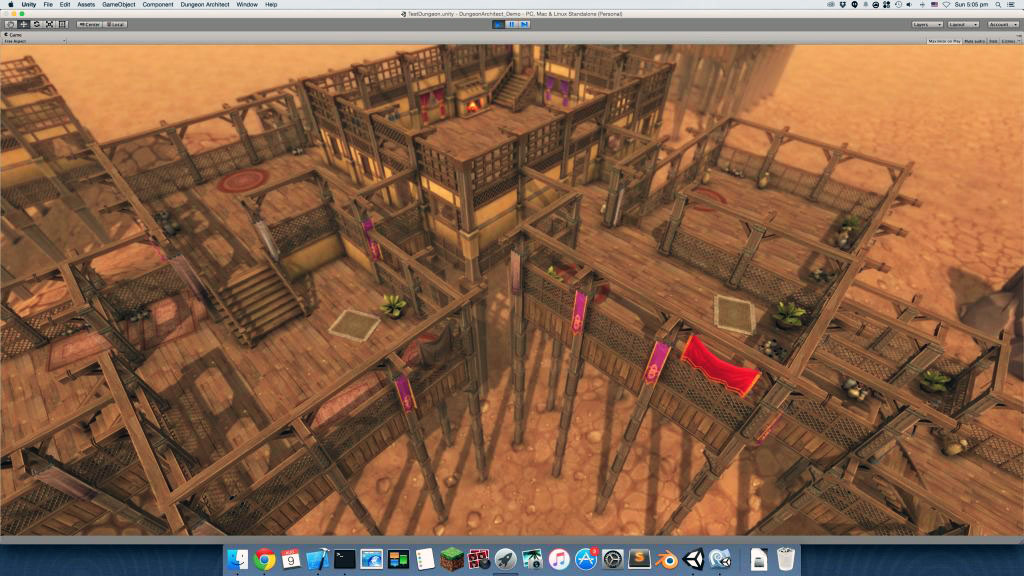 Unity File Edit Assets GameObject Component Dungeon Architect Window Help
Sun 5:05 pm
TestDungeon.unity - DungeonArchitect_Demo - PC, Mac & Linux Standalone (Personal)
Center Local
Layers Layout Account
Game
Free Aspect
Maximize on Play Mute audio Stats Gizmos
9